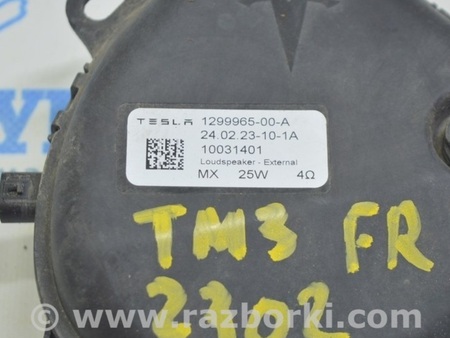 TESLA 1299965-00-A
24.02.23-10-1A
10031401
Loudspeaker - External
MX 25W 4Ω
TM3 FR
2302
www.razborki.com